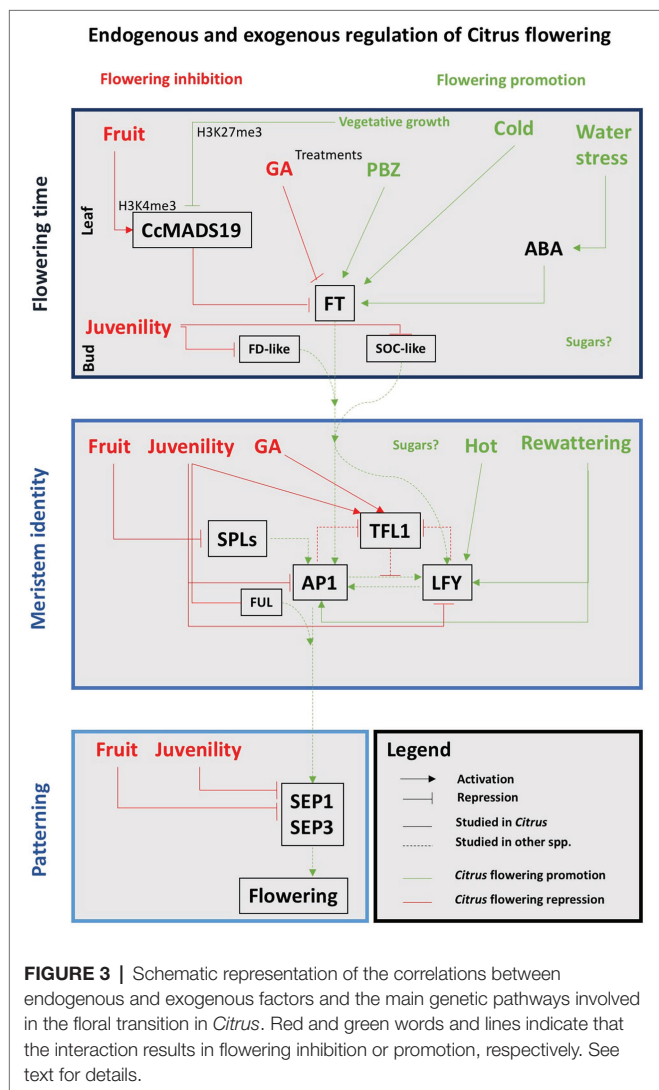 Endogenous and exogenous regulation of Citrus flowering
Flowering inhibition
Flowering promotion
Flowering time
Leaf
Bud
Fruit
H3K27me3
Vegetative growth
Cold
Water
stress
GA
Treatments
PBZ
H3K4me3
CcMADS19
ABA
FT
Juvenility
FD-like
SOC-like
Sugars?
Meristem identity
Fruit
Juvenility
GA
Sugars?
Hot
Rewattering
SPLs
TFL1
AP1
LFY
FUL
Patterning
Fruit
Juvenility
SEP1
SEP3
Flowering
Legend
Activation
Repression
Studied in Citrus
Studied in other spp.
Citrus flowering promotion
Citrus flowering repression
FIGURE 3 | Schematic representation of the correlations between
endogenous and exogenous factors and the main genetic pathways involved
in the floral transition in Citrus. Red and green words and lines indicate that
the interaction results in flowering inhibition or promotion, respectively. See
text for details.